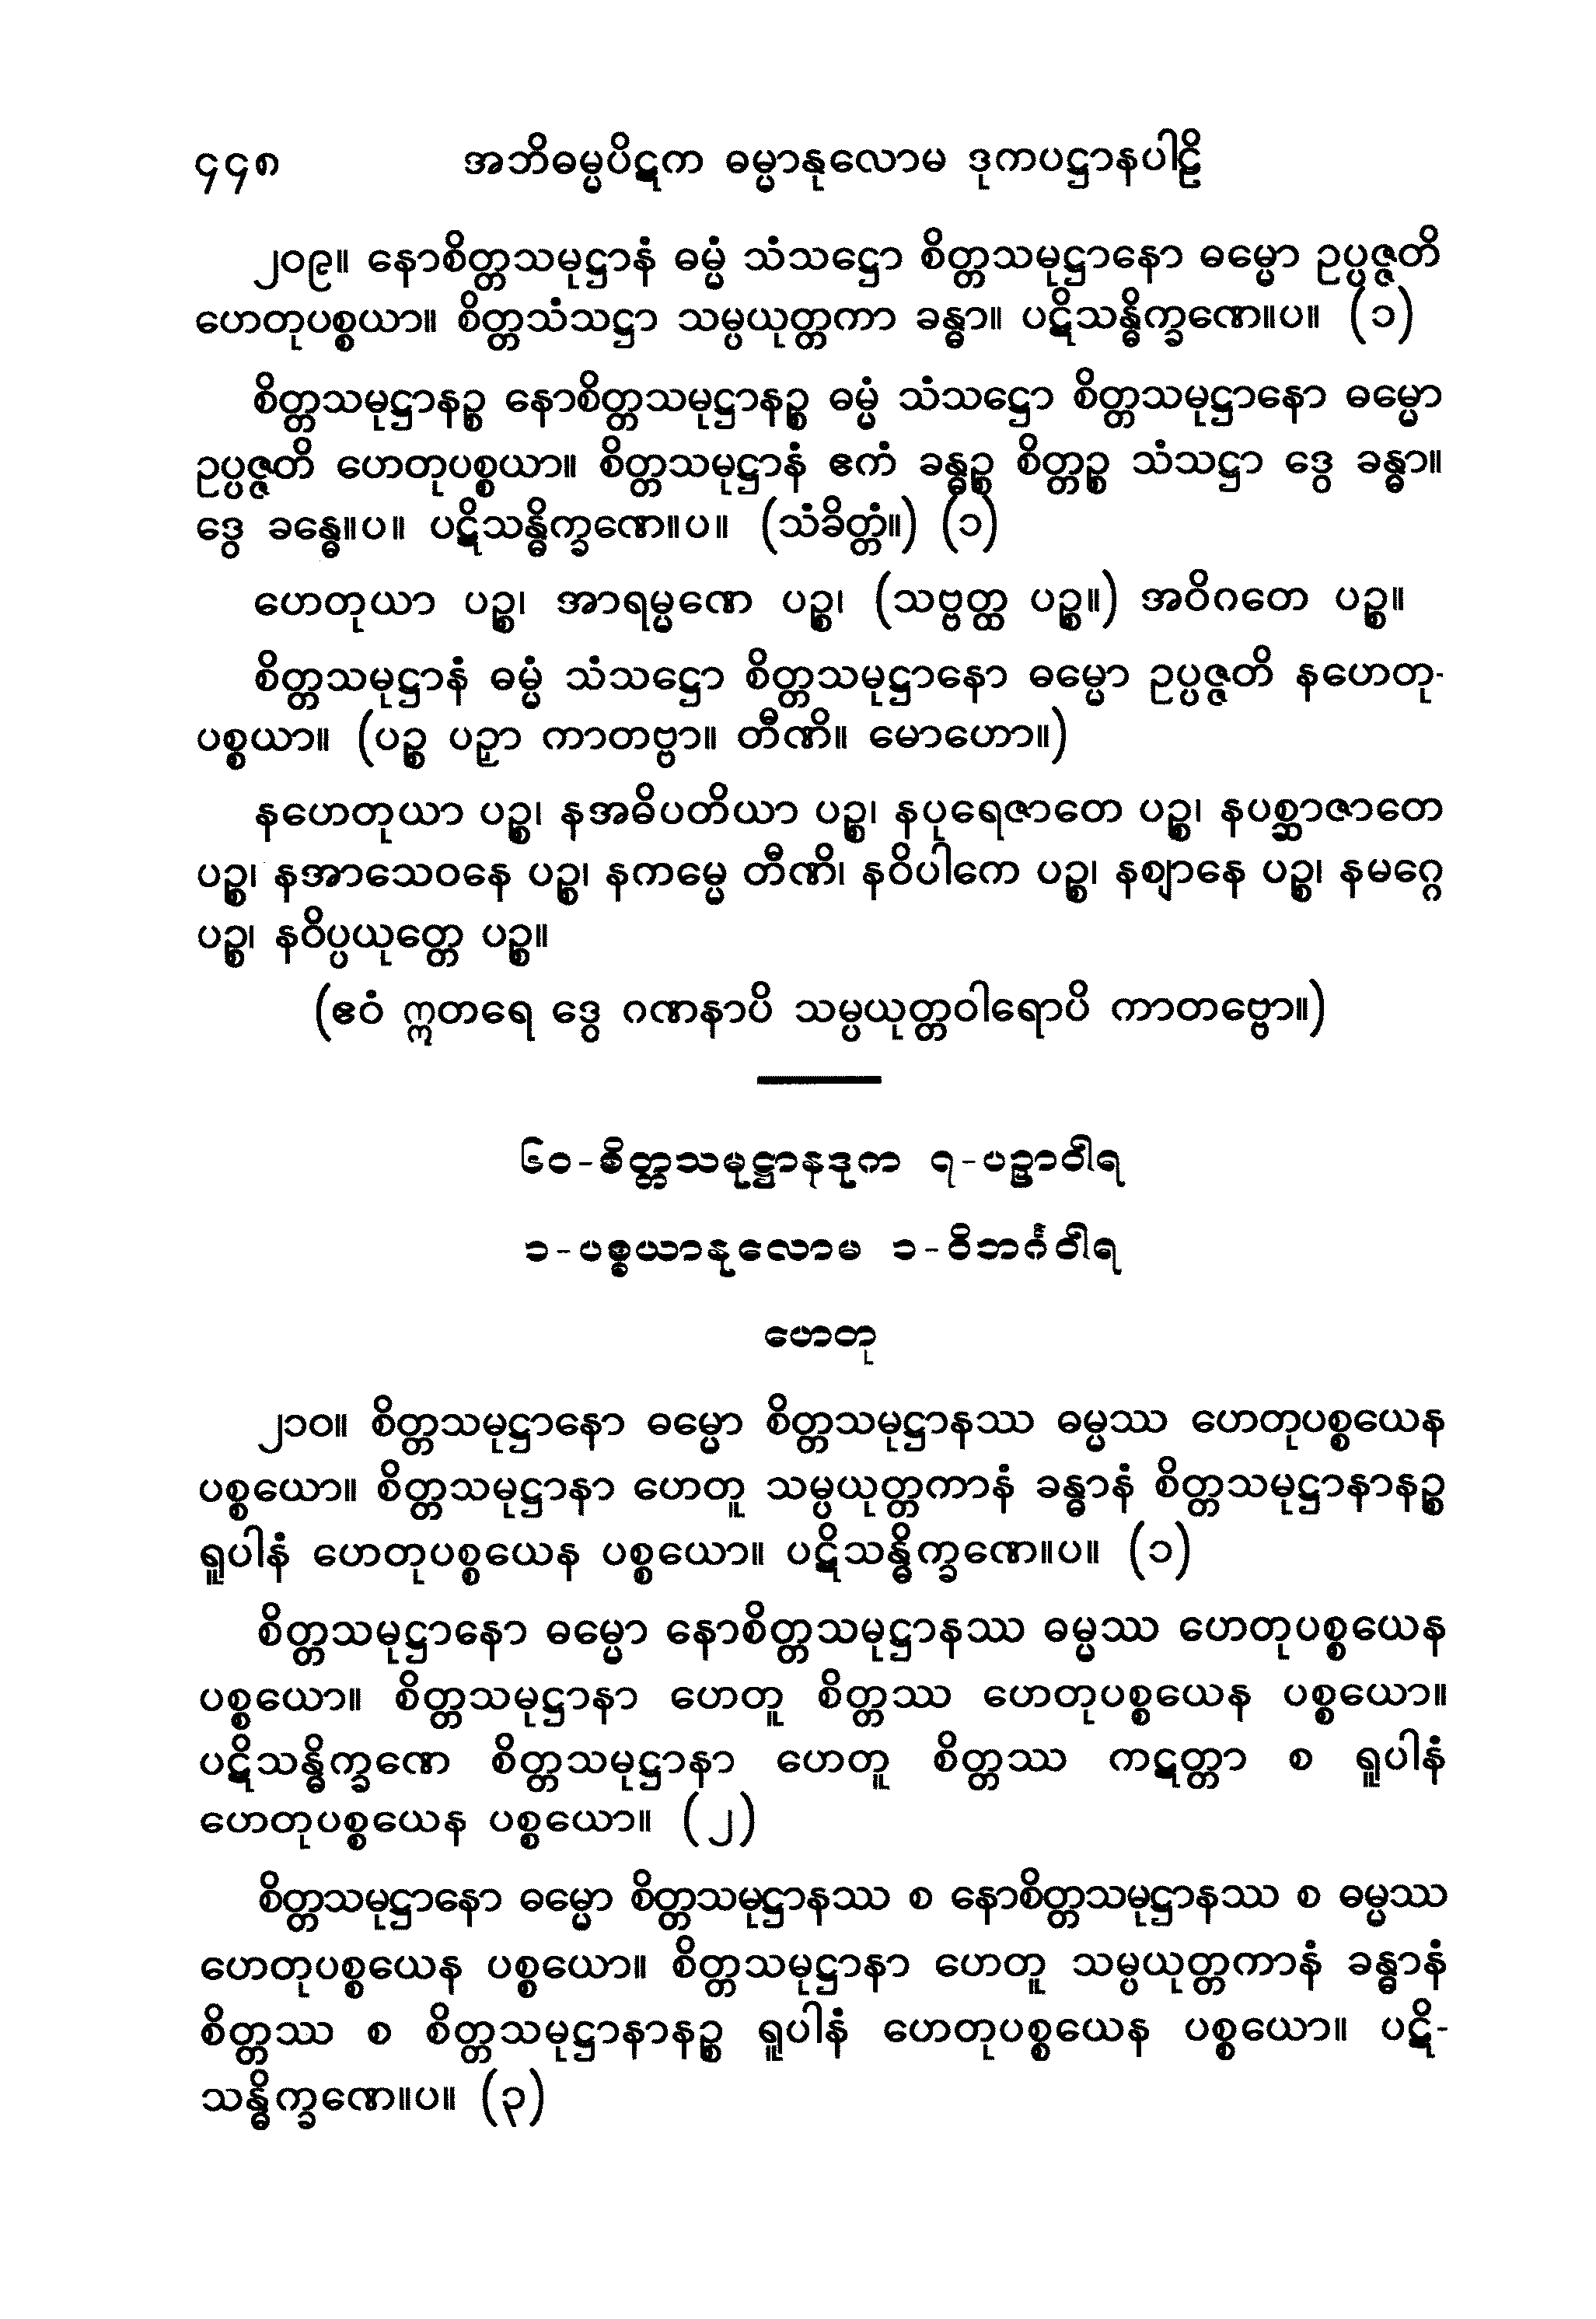 ၄၄၈ အဘိဓမ္မပိဋက ဓမ္မာနုလောမ ဒုကပဋ္ဌာနပါဠိ
၂၀၉။ နောစိတ္တသမုဋ္ဌာနံ ဓမ္မံ သံသဋ္ဌော စိတ္တသမုဋ္ဌာနော ဓမ္မော ဥပ္ပဇ္ဇတိ
ဟေတုပစ္စယာ။ စိတ္တသံသဋ္ဌာ သမ္ပယုတ္တကာ ခန္ဓာ။ ပဋိသန္ဓိက္ခဏေ။ပ။ (၁)
စိတ္တသမုဋ္ဌာနဉ္စ နောစိတ္တသမုဋ္ဌာနဉ္စ ဓမ္မံ သံသဋ္ဌော စိတ္တသမုဋ္ဌာနော ဓမ္မော
ဥပ္ပဇ္ဇတိ ဟေတုပစ္စယာ။ စိတ္တသမုဋ္ဌာနံ ဧကံ ခန္ဓဉ္စ စိတ္တဉ္စ သံသဋ္ဌာ ဒွေ ခန္ဓာ။
ဒွေ ခန္ဓေ။ပ။ ပဋိသန္ဓိက္ခဏေ။ပ။ (သံခိတ္တံ။) (၁)
ဟေတုယာ ပဉ္စ၊ အာရမ္မဏေ ပဉ္စ၊ (သဗ္ဗတ္ထ ပဉ္စ။) အဝိဂတေ ပဉ္စ။
စိတ္တသမုဋ္ဌာနံ ဓမ္မံ သံသဋ္ဌော စိတ္တသမုဋ္ဌာနော ဓမ္မော ဥပ္ပဇ္ဇတိ နဟေတု-
ပစ္စယာ။ (ပဉ္စ ပဉှာ ကာတဗ္ဗာ။ တီဏိ။ မောဟော။)
နဟေတုယာ ပဉ္စ၊ နအဓိပတိယာ ပဉ္စ၊ နပုရေဇာတေ ပဉ္စ၊ နပစ္ဆာဇာတေ
ပဉ္စ၊ နအာသေဝနေ ပဉ္စ၊ နကမ္မေ တီဏိ၊ နဝိပါကေ ပဉ္စ၊ နဈာနေ ပဉ္စ၊ နမဂ္ဂေ
ပဉ္စ၊ နဝိပ္ပယုတ္တေ ပဉ္စ။
(ဧဝံ ဣတရေ ဒွေ ဂဏနာပိ သမ္ပယုတ္တဝါရောပိ ကာတဗ္ဗော။)
၆၀-စိတ္တသမုဋ္ဌာနဒုက ၇-ပဉှာဝါရ
၁-ပစ္စယာနုလောမ ၁-ဝိဘင်္ဂဝါရ
ဟေတု
၂၁၀။ စိတ္တသမုဋ္ဌာနော ဓမ္မော စိတ္တသမုဋ္ဌာနဿ ဓမ္မဿ ဟေတုပစ္စယေန
ပစ္စယော။ စိတ္တသမုဋ္ဌာနာ ဟေတူ သမ္ပယုတ္တကာနံ ခန္ဓာနံ စိတ္တသမုဋ္ဌာနာနဉ္စ
ရူပါနံ ဟေတုပစ္စယေန ပစ္စယော။ ပဋိသန္ဓိက္ခဏေ။ပ။ (၁)
စိတ္တသမုဋ္ဌာနော ဓမ္မော နောစိတ္တသမုဋ္ဌာနဿ ဓမ္မဿ ဟေတုပစ္စယေန
ပစ္စယော။ စိတ္တသမုဋ္ဌာနာ ဟေတူ စိတ္တဿ ဟေတုပစ္စယေန ပစ္စယော။
ပဋိသန္ဓိက္ခဏေ စိတ္တသမုဋ္ဌာနာ ဟေတူ စိတ္တဿ ကဋတ္တာ စ ရူပါနံ
ဟေတုပစ္စယေန ပစ္စယော။ (၂)
စိတ္တသမုဋ္ဌာနော ဓမ္မော စိတ္တသမုဋ္ဌာနဿ စ နောစိတ္တသမုဋ္ဌာနဿ စ ဓမ္မဿ
ဟေတုပစ္စယေန ပစ္စယော။ စိတ္တသမုဋ္ဌာနာ ဟေတူ သမ္ပယုတ္တကာနံ ခန္ဓာနံ
စိတ္တဿ စ စိတ္တသမုဋ္ဌာနာနဉ္စ ရူပါနံ ဟေတုပစ္စယေန ပစ္စယော။ ပဋိ-
သန္ဓိက္ခဏေ။ပ။ (၃)